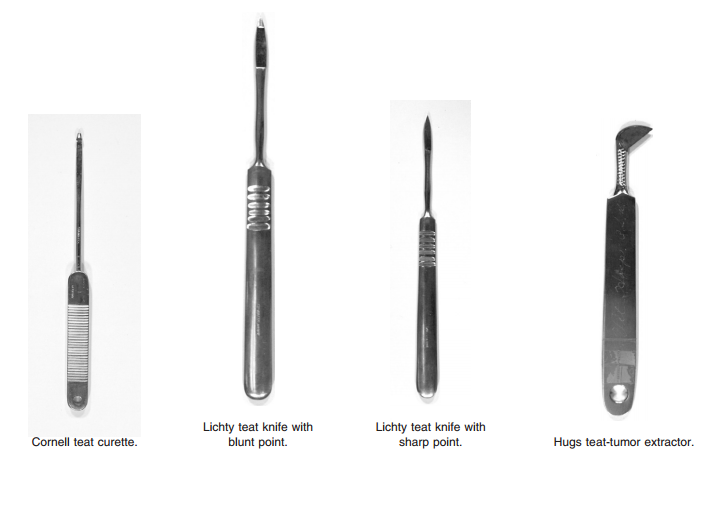 Cornell teat curette.
Lichty teat knife with
blunt point.
Lichty teat knife with
sharp point.
Hugs teat-tumor extractor.